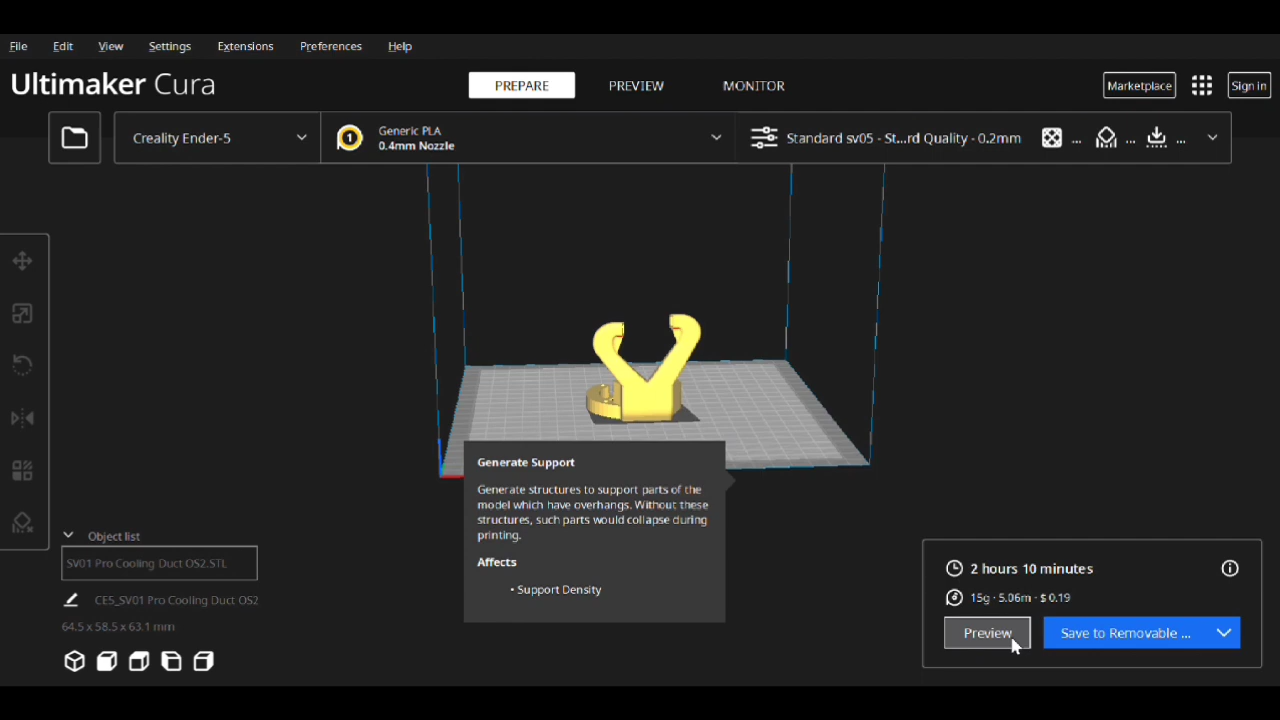 File Edit View Settings Extensions Preferences Help
Ultimaker Cura PREPARE PREVIEW MONITOR Marketplace Sign in
Creality Ender-5
1
Generic PLA
0.4mm Nozzle
Standard sv05 - St...rd Quality - 0.2mm ... ... ...
Generate Support
Generate structures to support parts of the
model which have overhangs. Without these
structures, such parts would collapse during
printing.
Affects
• Support Density
Object list
SV01 Pro Cooling Duct OS2.STL
CE5_SV01 Pro Cooling Duct OS2
64.5 x 58.5 x 63.1 mm
2 hours 10 minutes
15g · 5.06m · $ 0.19
Preview
Save to Removable ...